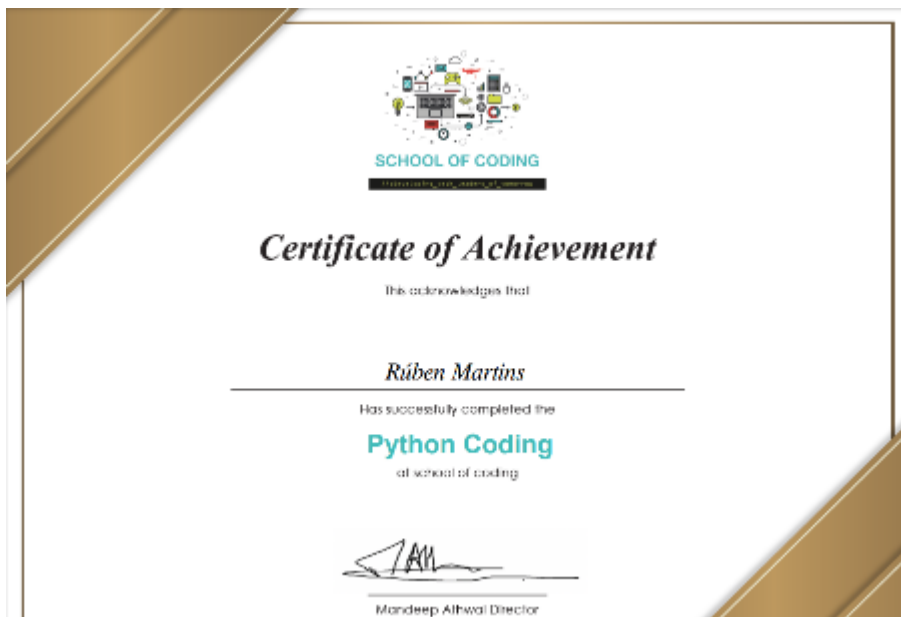 SCHOOL OF CODING
Certificate of Achievement
This acknowledges that
Rúben Martins
Has successfully completed the
Python Coding
at school of coding
Mandeep Athwal Director